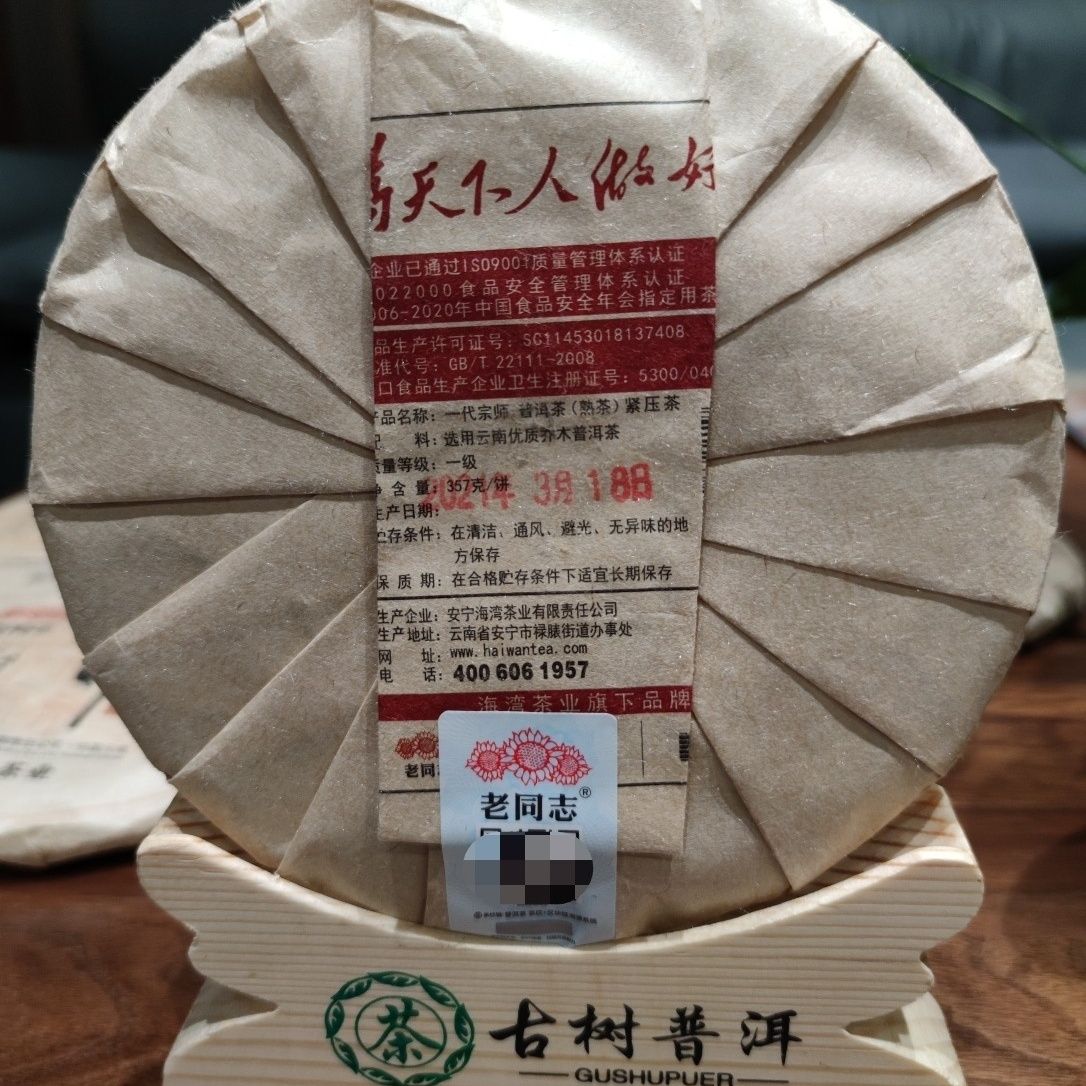 天下人做好
企业已通过ISO9001质量管理体系认证
022000食品安全管理体系认证
006-2020年中国食品安全年会指定用茶
品生产许可证号：SC11453018137408
准代号：GB/T 22111-2008
口食品生产企业卫生注册证号：5300/040
产品名称：一代宗师 普洱茶（熟茶）紧压茶
料：选用云南优质乔木普洱茶
质量等级：一级
净 含 量：357克/饼
2021年 3月 18日
生产日期：
贮存条件：在清洁、通风、避光、无异味的地
方保存
保 质 期：在合格贮存条件下适宜长期保存
生产企业：安宁海湾茶业有限责任公司
生产地址：云南省安宁市禄脿街道办事处
网 址：www.haiwantea.com
电 话：400 606 1957
海湾茶业旗下品牌
老同志
老同志®
茶业
茶
古树普洱
GUSHUPUER